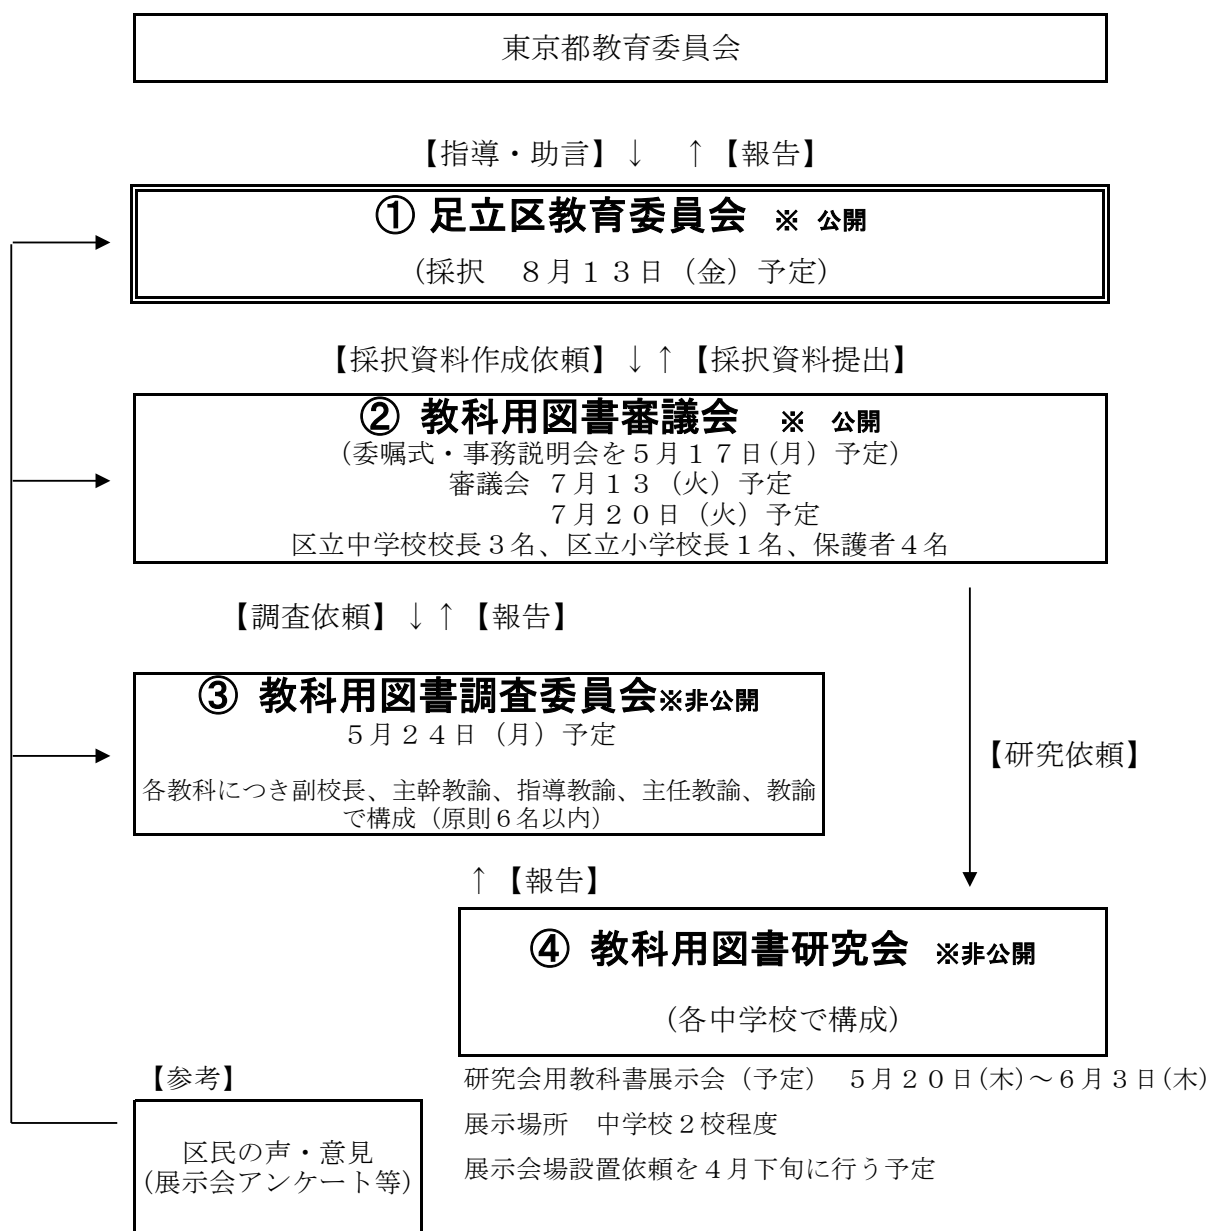 東京都教育委員会
【指導・助言】↓　↑【報告】
① 足立区教育委員会 ※ 公開
(採択　８月１３日（金）予定)
【採択資料作成依頼】↓↑【採択資料提出】
② 教科用図書審議会　※ 公開
(委嘱式・事務説明会を５月１７日(月）予定)
審議会 ７月１３（火）予定
７月２０日（火）予定
区立中学校校長３名、区立小学校長１名、保護者４名
【調査依頼】↓↑【報告】
③ 教科用図書調査委員会※非公開
５月２４日（月）予定
各教科につき副校長、主幹教諭、指導教諭、主任教諭、教諭
で構成（原則６名以内）
【研究依頼】
↑【報告】
④ 教科用図書研究会 ※非公開
(各中学校で構成)
【参考】
区民の声・意見
(展示会アンケート等)
研究会用教科書展示会（予定）　５月２０日(木)～６月３日(木)
展示場所　中学校２校程度
展示会場設置依頼を４月下旬に行う予定